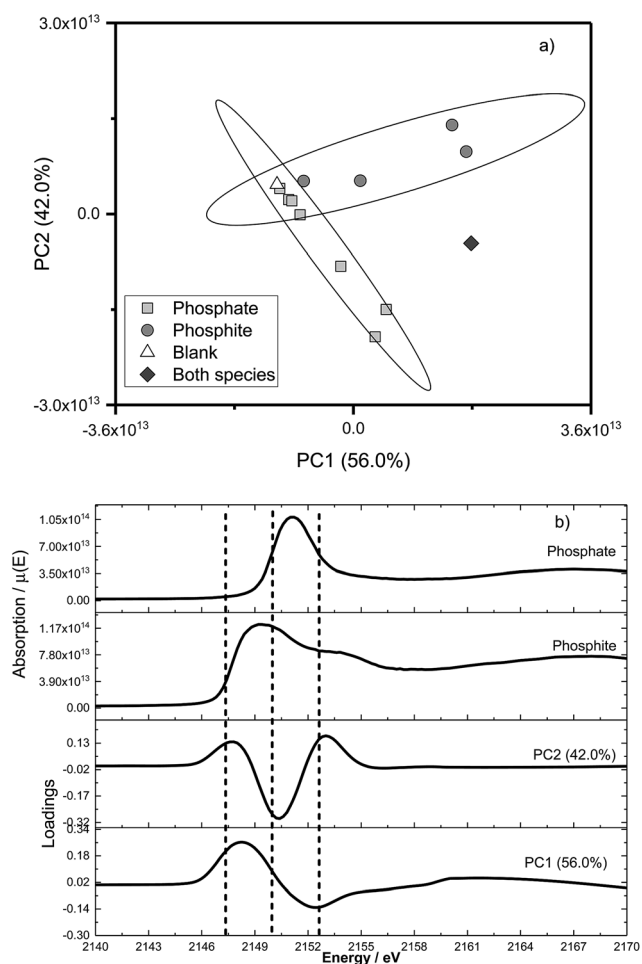 3.0x10¹³
a)
PC2 (42.0%)
0.0
Phosphate
Phosphite
Blank
Both species
-3.0x10¹³
-3.6x10¹³
0.0
3.6x10¹³
PC1 (56.0%)
b)
1.05x10¹⁴
Phosphate
7.00x10¹³
3.50x10¹³
0.00
Absorption / μ(E)
1.17x10¹⁴
Phosphite
7.80x10¹³
3.90x10¹³
0.00
0.13
PC2 (42.0%)
-0.02
-0.17
-0.32
Loadings
0.34
0.18
PC1 (56.0%)
0.02
-0.14
-0.30
2140 2143 2146 2149 2152 2155 2158 2161 2164 2167 2170
Energy / eV